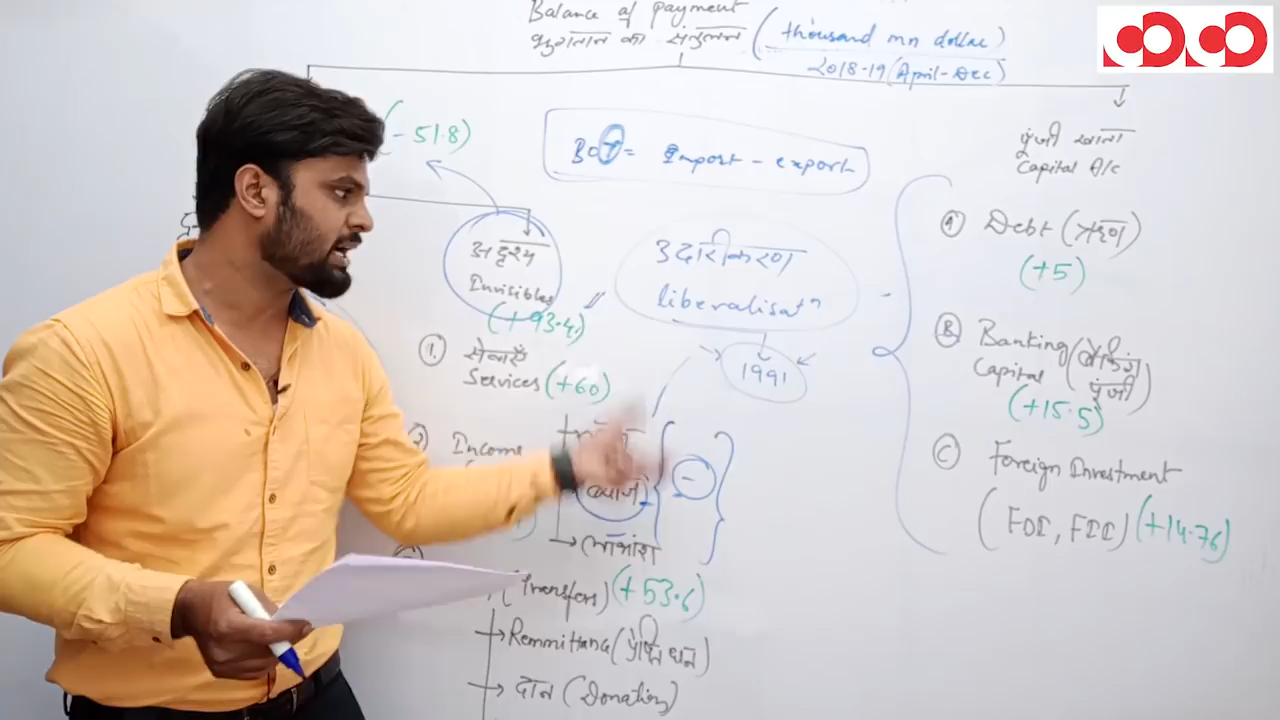 Balance of payment
भुगतान का संतुलन (thousand mn dollar)
2018-19 (April-Dec)
(-51.8)
BOT = Import - export
पूंजी खाता
Capital A/c
अदृश्य
Invisibles
(+93.4)
उदारीकरण
liberalisatn
1991
① सेवाएँ
Services (+60)
② Income
ब्याज
-
लाभांश
(Transfers) (+53.6)
→ Remmittance (प्रेषित धन)
→ दान (Donation)
Ⓐ Debt (ऋण)
(+5)
Ⓑ Banking (बैंकिंग
Capital पूंजी)
(+15.5)
Ⓒ Foreign Investment
(FDI, FII) (+14.76)